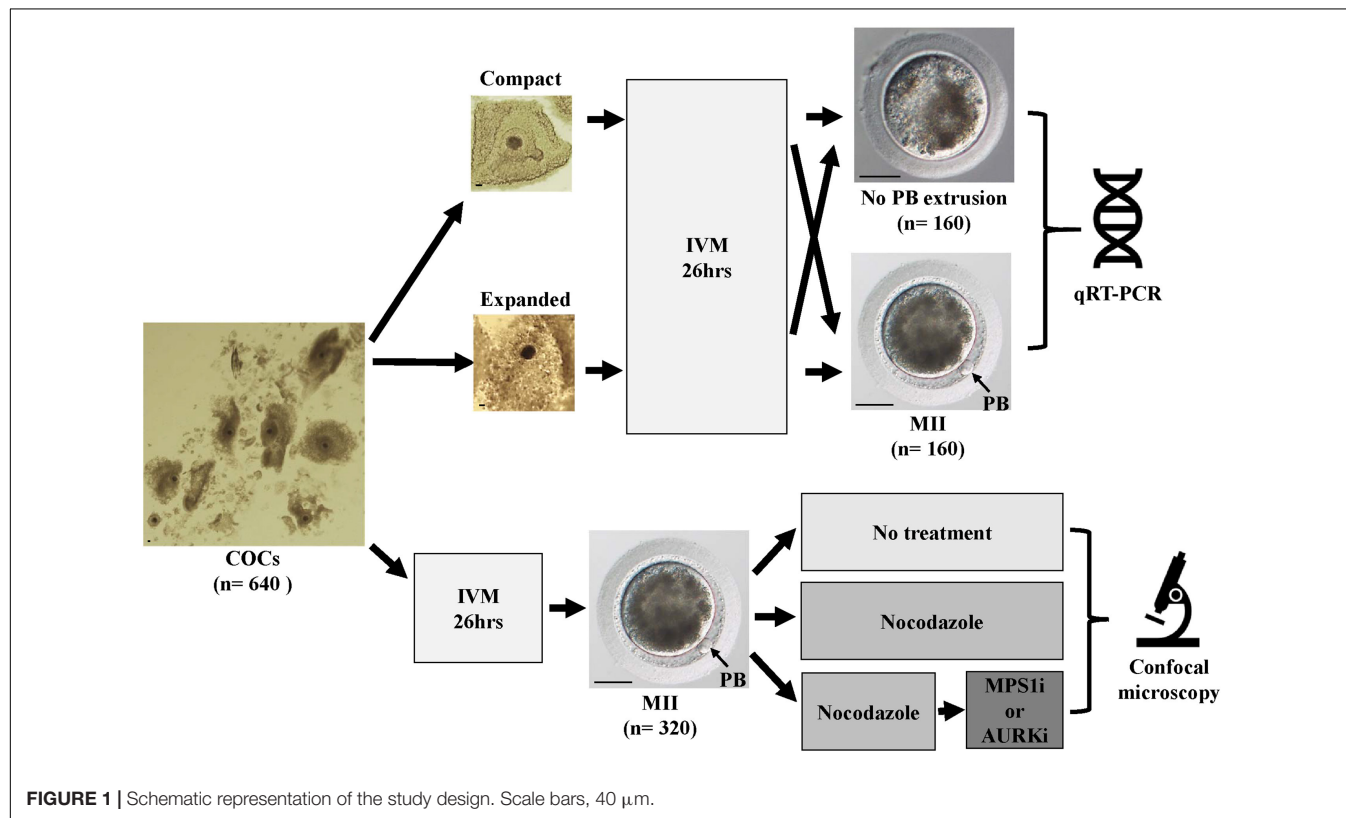 Compact
IVM
26hrs
No PB extrusion
(n= 160)
qRT-PCR
Expanded
PB
MII
(n= 160)
COCs
(n= 640 )
IVM
26hrs
PB
MII
(n= 320)
No treatment
Nocodazole
Nocodazole
MPS1i
or
AURKi
Confocal
microscopy
FIGURE 1 | Schematic representation of the study design. Scale bars, 40 μm.